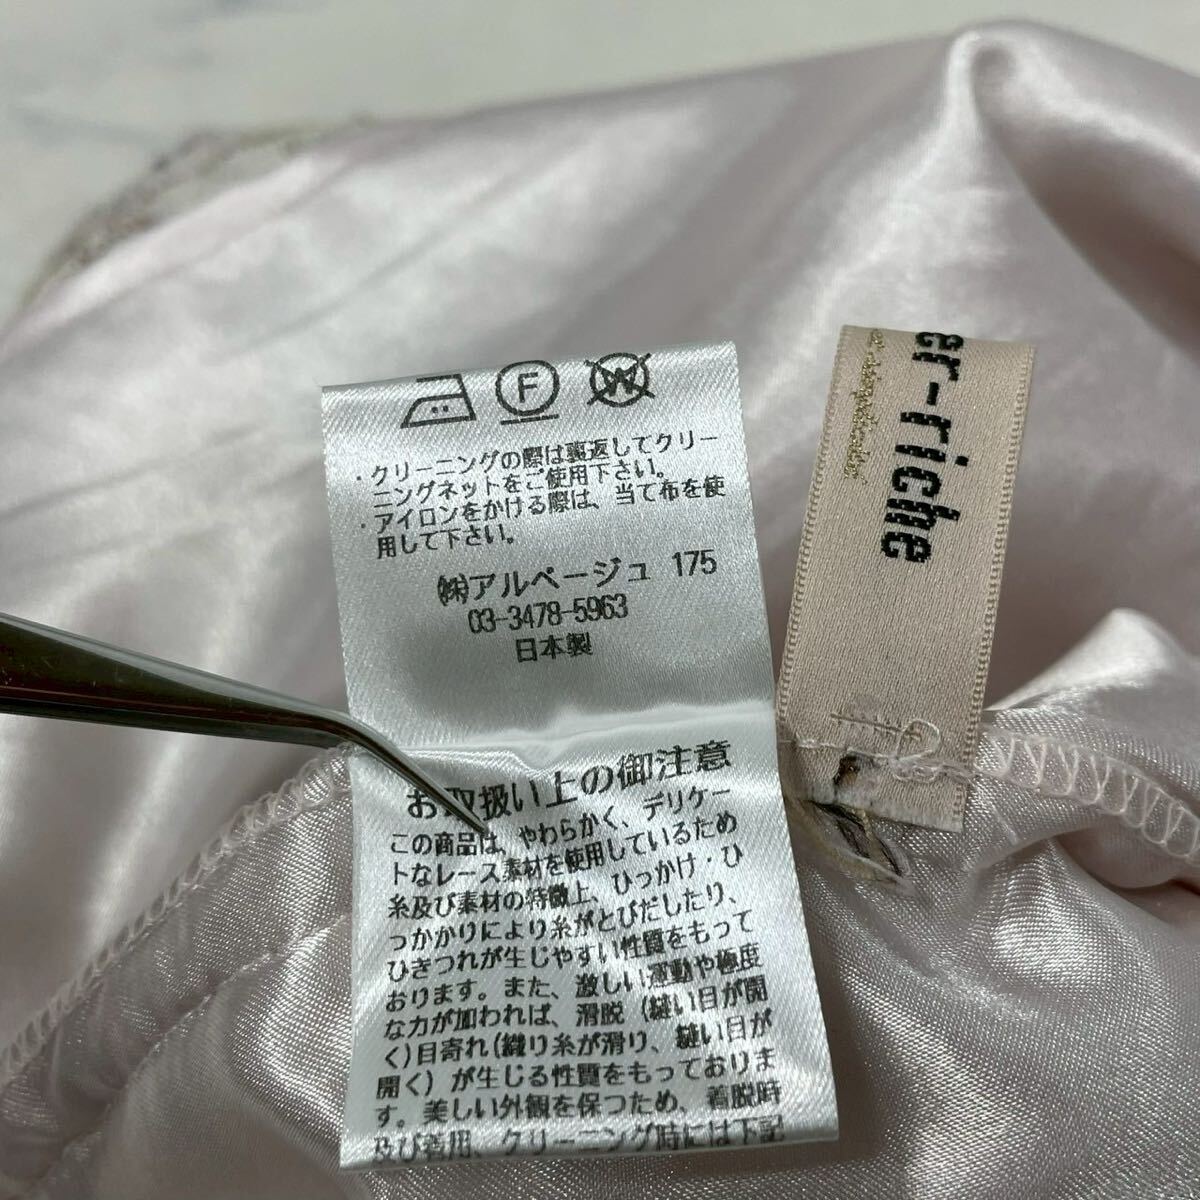 F
W
・クリーニングの際は裏返してクリー
ニングネットをご使用下さい。
・アイロンをかける際は、当て布を使
用して下さい。
㈱アルページュ 175
03-3478-5963
日本製
お取扱い上の御注意
この商品は、やわらかく、デリケー
トなレース素材を使用しているため
糸及び素材の特徴上、ひっかけ・ひ
っかかりにより糸がとびだしたり、
ひきつれが生じやすい性質をもって
おります。また、激しい運動や極度
な力が加われば、滑脱（縫い目が開
く)目寄れ(織り糸が滑り、縫い目が
開く）が生じる性質をもっておりま
す。美しい外観を保つため、着脱時
及び着用、クリーニング時には下記
er-riche